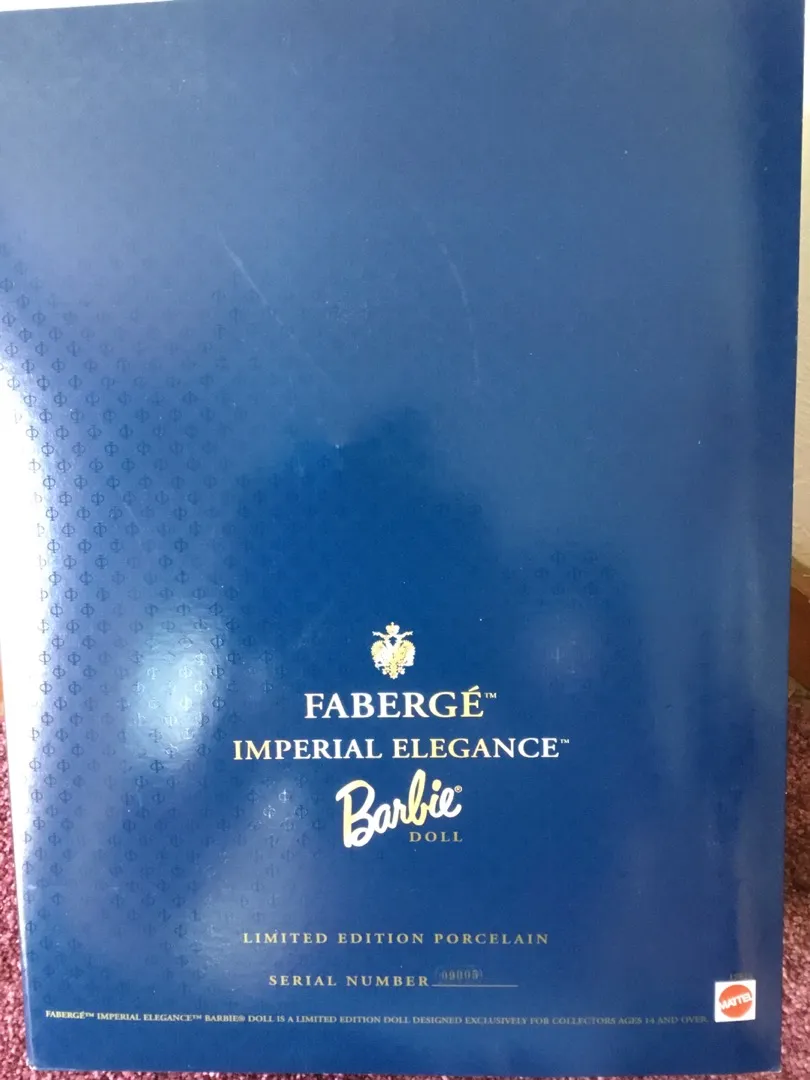 FABERGÉ™
IMPERIAL ELEGANCE™
Barbie®
DOLL
LIMITED EDITION PORCELAIN
SERIAL NUMBER 09005
MATTEL
FABERGÉ™ IMPERIAL ELEGANCE™ BARBIE® DOLL IS A LIMITED EDITION DOLL DESIGNED EXCLUSIVELY FOR COLLECTORS AGES 14 AND OVER.